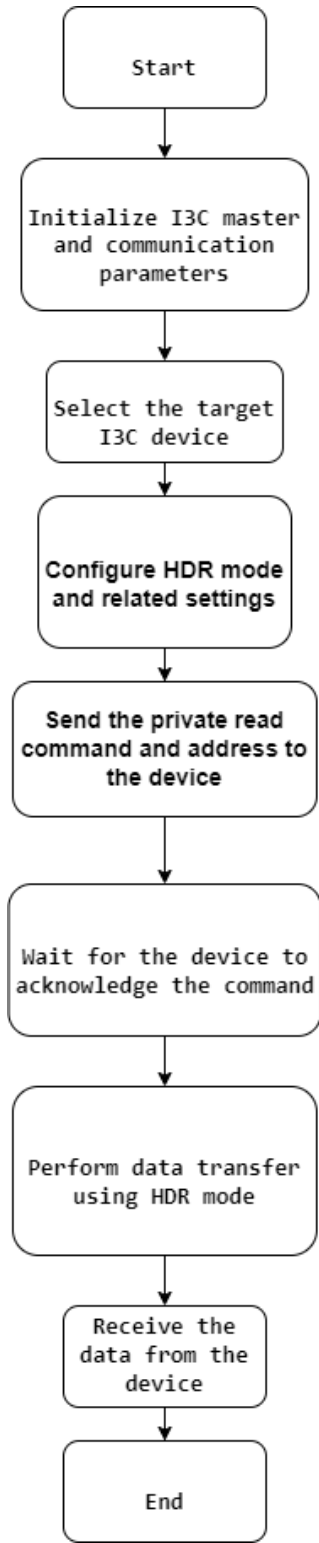 Start
Initialize I3C master
and communication
parameters
Select the target
I3C device
Configure HDR mode
and related settings
Send the private read
command and address to
the device
Wait for the device to
acknowledge the command
Perform data transfer
using HDR mode
Receive the
data from the
device
End